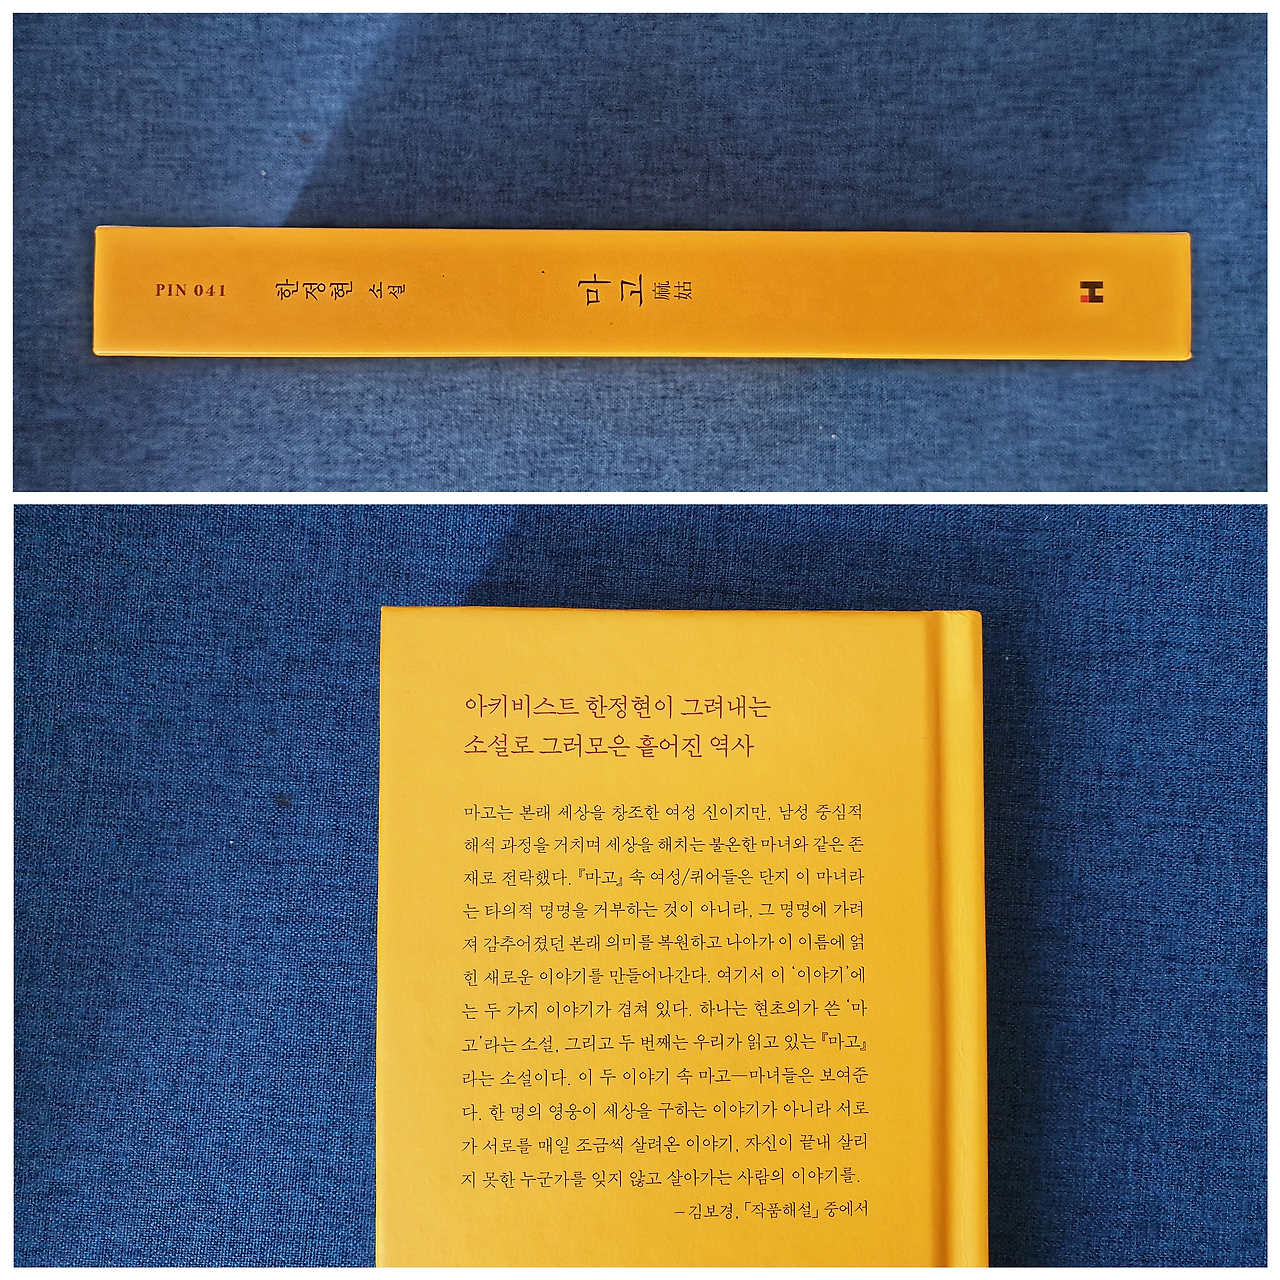 PIN 041 한정현 소설 마고 麻姑
아키비스트 한정현이 그려내는
소설로 그러모은 흩어진 역사
마고는 본래 세상을 창조한 여성 신이지만, 남성 중심적
해석 과정을 거치며 세상을 해치는 불온한 마녀와 같은 존
재로 전락했다. 『마고』 속 여성/퀴어들은 단지 이 마녀라
는 타의적 명명을 거부하는 것이 아니라, 그 명명에 가려
져 감추어졌던 본래 의미를 복원하고 나아가 이 이름에 얽
힌 새로운 이야기를 만들어나간다. 여기서 이 ‘이야기’에
는 두 가지 이야기가 겹쳐 있다. 하나는 현초의가 쓴 ‘마
고’라는 소설, 그리고 두 번째는 우리가 읽고 있는 『마고』
라는 소설이다. 이 두 이야기 속 마고—마녀들은 보여준
다. 한 명의 영웅이 세상을 구하는 이야기가 아니라 서로
가 서로를 매일 조금씩 살려온 이야기, 자신이 끝내 살리
지 못한 누군가를 잊지 않고 살아가는 사람의 이야기를.
– 김보경, 「작품해설」 중에서